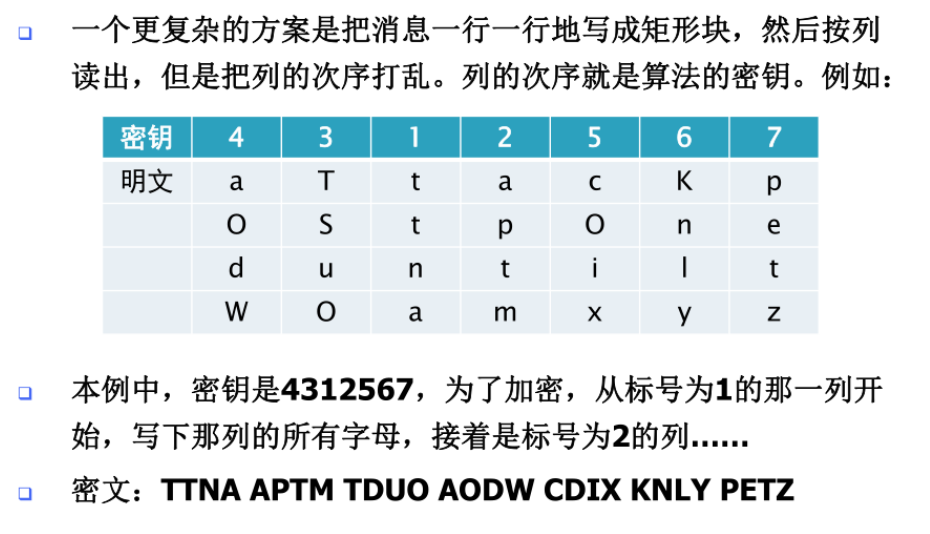 一个更复杂的方案是把消息一行一行地写成矩形块，然后按列
读出，但是把列的次序打乱。列的次序就是算法的密钥。例如：
密钥 4 3 1 2 5 6 7
明文 a T t a c K p
O S t p O n e
d u n t i l t
W O a m x y z
本例中，密钥是4312567，为了加密，从标号为1的那一列开
始，写下那列的所有字母，接着是标号为2的列……
密文：TTNA APTM TDUO AODW CDIX KNLY PETZ